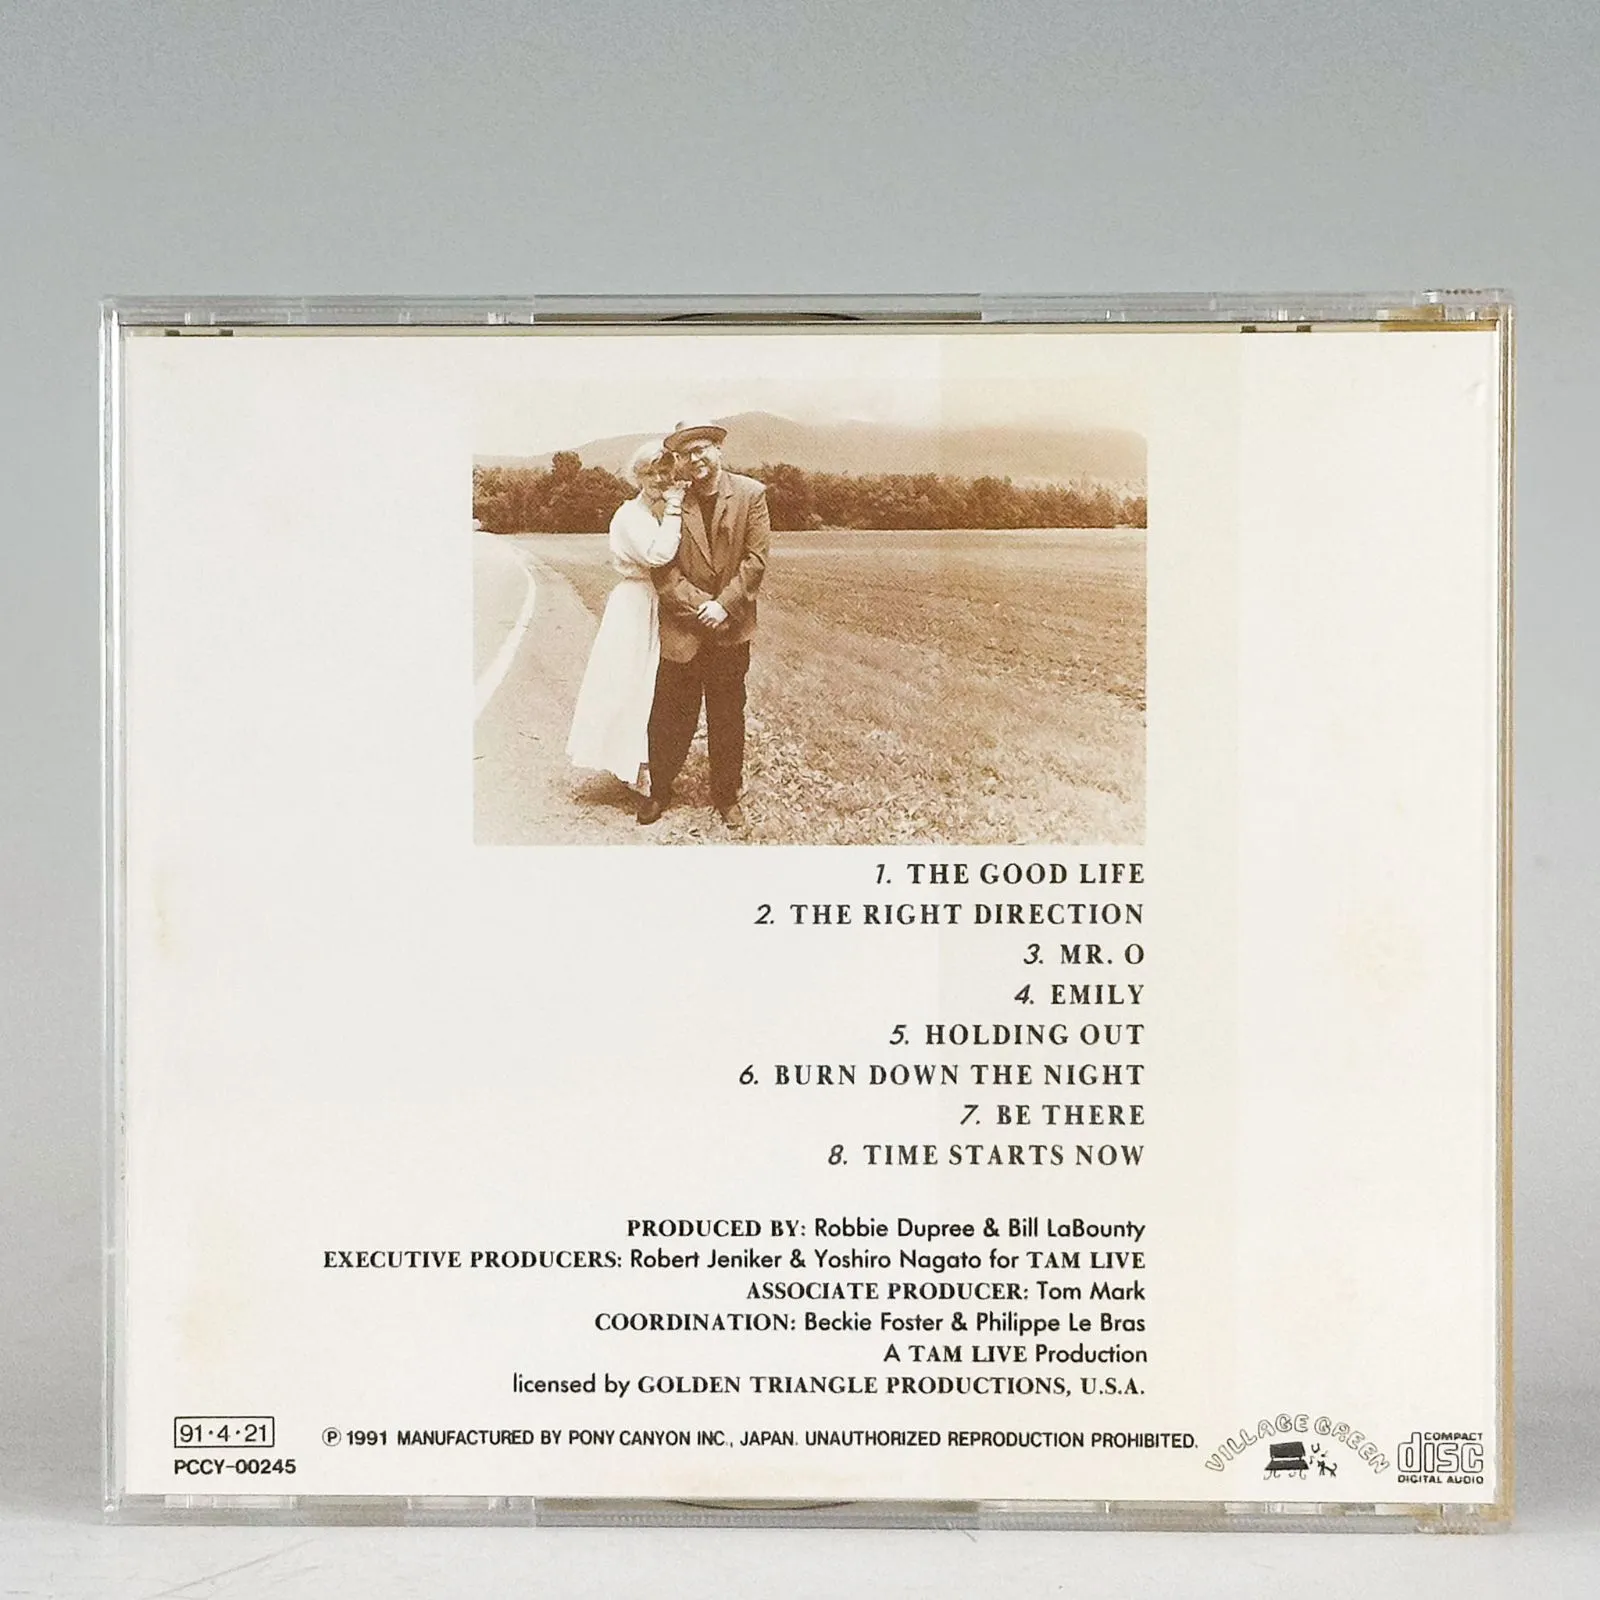 1. THE GOOD LIFE
2. THE RIGHT DIRECTION
3. MR. O
4. EMILY
5. HOLDING OUT
6. BURN DOWN THE NIGHT
7. BE THERE
8. TIME STARTS NOW
PRODUCED BY: Robbie Dupree & Bill LaBounty
EXECUTIVE PRODUCERS: Robert Jeniker & Yoshiro Nagato for TAM LIVE
ASSOCIATE PRODUCER: Tom Mark
COORDINATION: Beckie Foster & Philippe Le Bras
A TAM LIVE Production
licensed by GOLDEN TRIANGLE PRODUCTIONS, U.S.A.
91・4・21
PCCY-00245
Ⓟ 1991 MANUFACTURED BY PONY CANYON INC., JAPAN. UNAUTHORIZED REPRODUCTION PROHIBITED.
VILLAGE GREEN
COMPACT
disc
DIGITAL AUDIO